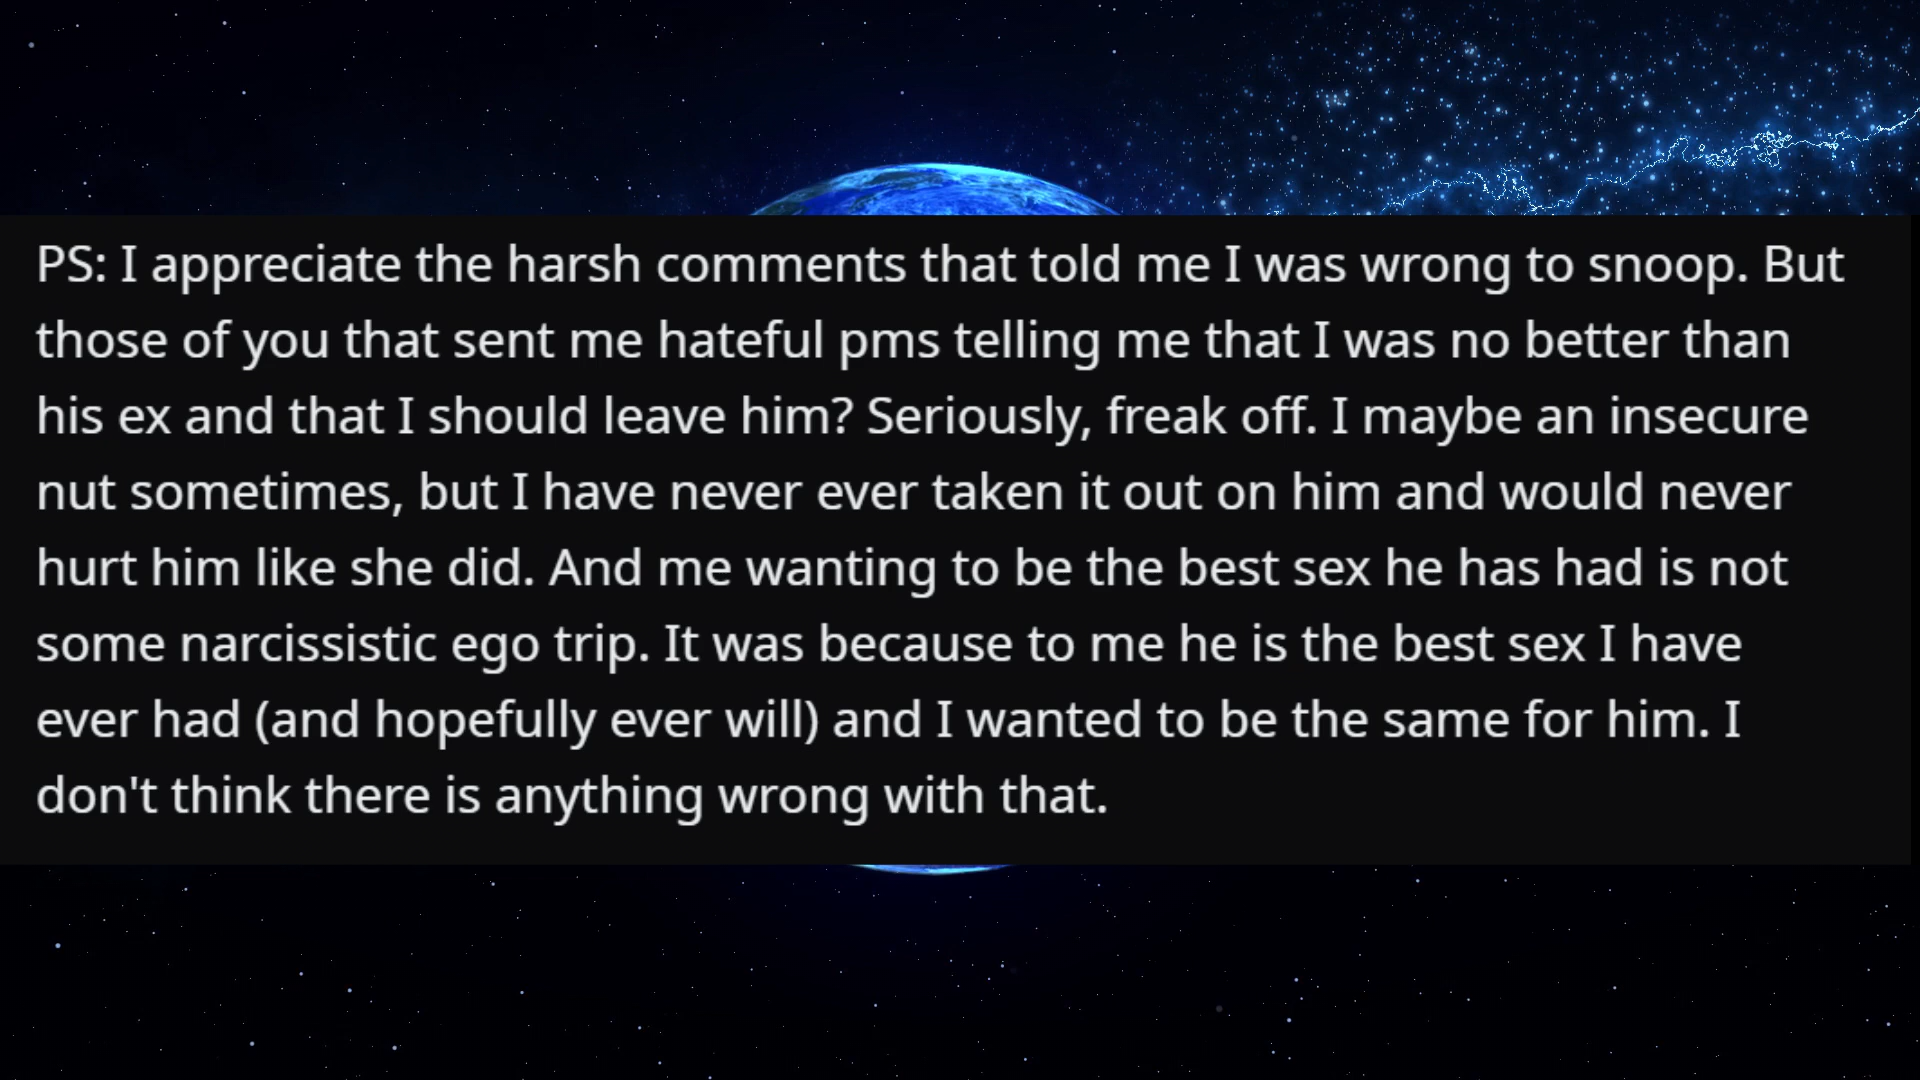 PS: I appreciate the harsh comments that told me I was wrong to snoop. But
those of you that sent me hateful pms telling me that I was no better than
his ex and that I should leave him? Seriously, freak off. I maybe an insecure
nut sometimes, but I have never ever taken it out on him and would never
hurt him like she did. And me wanting to be the best sex he has had is not
some narcissistic ego trip. It was because to me he is the best sex I have
ever had (and hopefully ever will) and I wanted to be the same for him. I
don't think there is anything wrong with that.